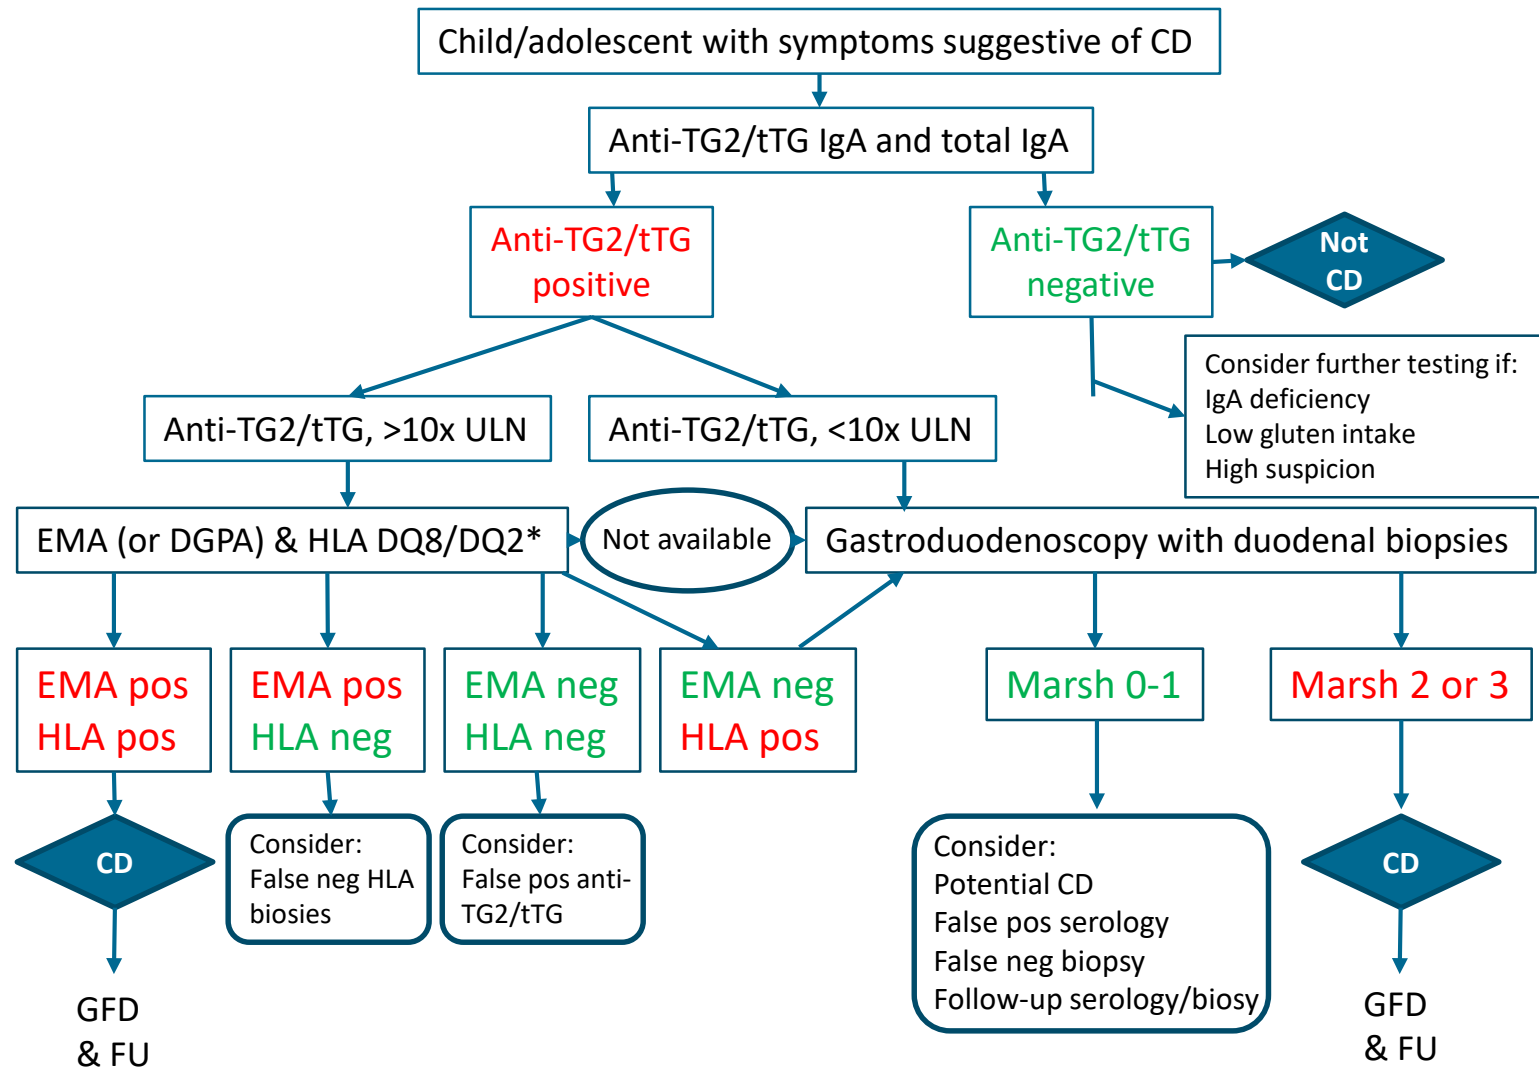 Child/adolescent with symptoms suggestive of CD
Anti-TG2/tTG IgA and total IgA
Anti-TG2/tTG
positive
Anti-TG2/tTG
negative
Not
CD
Consider further testing if:
IgA deficiency
Low gluten intake
High suspicion
Anti-TG2/tTG, >10x ULN
Anti-TG2/tTG, <10x ULN
EMA (or DGPA) & HLA DQ8/DQ2*
Not available
Gastroduodenoscopy with duodenal biopsies
EMA pos
HLA pos
EMA pos
HLA neg
EMA neg
HLA neg
EMA neg
HLA pos
Marsh 0-1
Marsh 2 or 3
CD
Consider:
False neg HLA
biosies
Consider:
False pos anti-
TG2/tTG
Consider:
Potential CD
False pos serology
False neg biopsy
Follow-up serology/biosy
CD
GFD
& FU
GFD
& FU